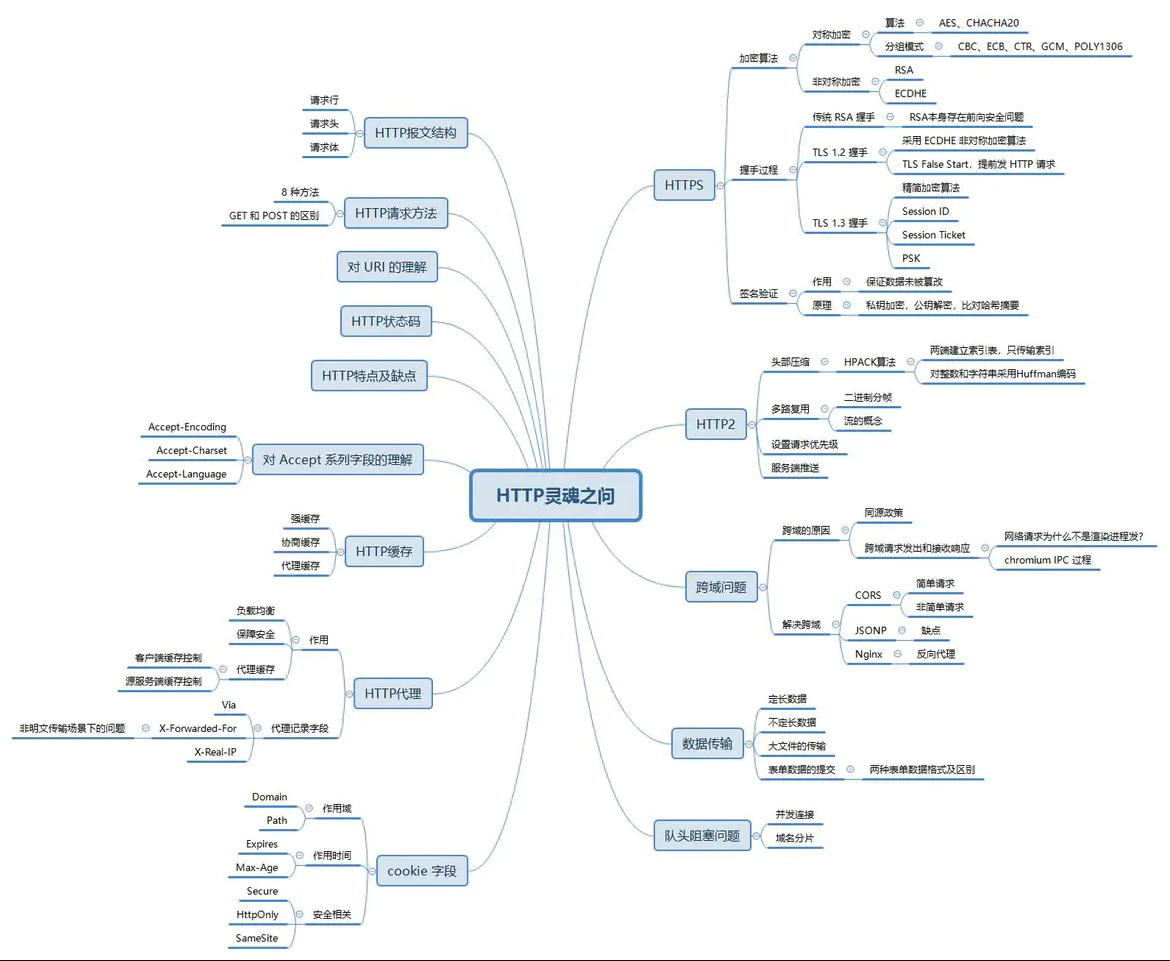 HTTP灵魂之问
HTTP报文结构
请求行
请求头
请求体
HTTP请求方法
8 种方法
GET 和 POST 的区别
对 URI 的理解
HTTP状态码
HTTP特点及缺点
对 Accept 系列字段的理解
Accept-Encoding
Accept-Charset
Accept-Language
HTTP缓存
强缓存
协商缓存
代理缓存
HTTP代理
作用
负载均衡
保障安全
代理缓存
客户端缓存控制
源服务端缓存控制
代理记录字段
Via
X-Forwarded-For
非明文传输场景下的问题
X-Real-IP
cookie 字段
作用域
Domain
Path
作用时间
Expires
Max-Age
安全相关
Secure
HttpOnly
SameSite
HTTPS
加密算法
对称加密
算法
AES、CHACHA20
分组模式
CBC、ECB、CTR、GCM、POLY1306
非对称加密
RSA
ECDHE
握手过程
传统 RSA 握手
RSA本身存在前向安全问题
TLS 1.2 握手
采用 ECDHE 非对称加密算法
TLS False Start，提前发 HTTP 请求
TLS 1.3 握手
精简加密算法
Session ID
Session Ticket
PSK
签名验证
作用
保证数据未被篡改
原理
私钥加密，公钥解密，比对哈希摘要
HTTP2
头部压缩
HPACK算法
两端建立索引表，只传输索引
对整数和字符串采用Huffman编码
多路复用
二进制分帧
流的概念
设置请求优先级
服务端推送
跨域问题
跨域的原因
同源政策
跨域请求发出和接收响应
网络请求为什么不是渲染进程发?
chromium IPC 过程
解决跨域
CORS
简单请求
非简单请求
JSONP
缺点
Nginx
反向代理
数据传输
定长数据
不定长数据
大文件的传输
表单数据的提交
两种表单数据格式及区别
队头阻塞问题
并发连接
域名分片